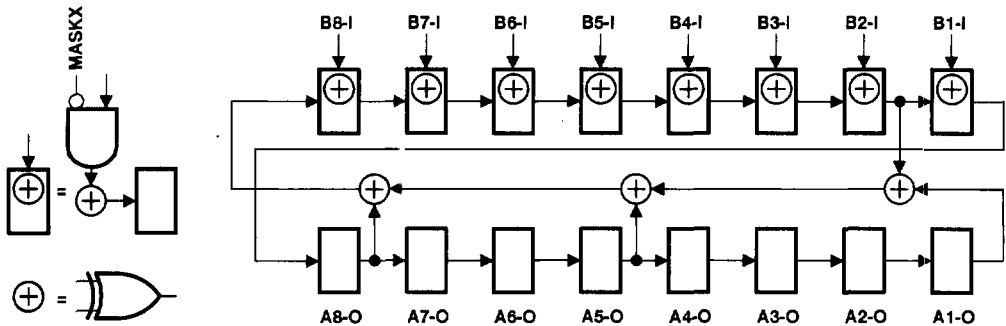 MASKX
B8-I B7-I B6-I B5-I B4-I B3-I B2-I B1-I
=
=
A8-O A7-O A6-O A5-O A4-O A3-O A2-O A1-O